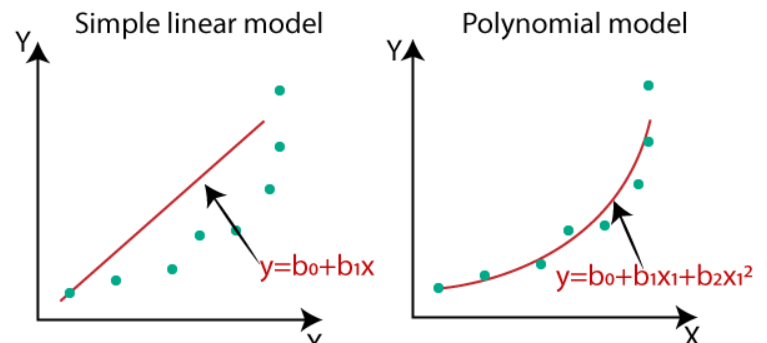 Simple linear model
Y
y=b₀+b₁x
Polynomial model
Y
y=b₀+b₁x₁+b₂x₁²
X